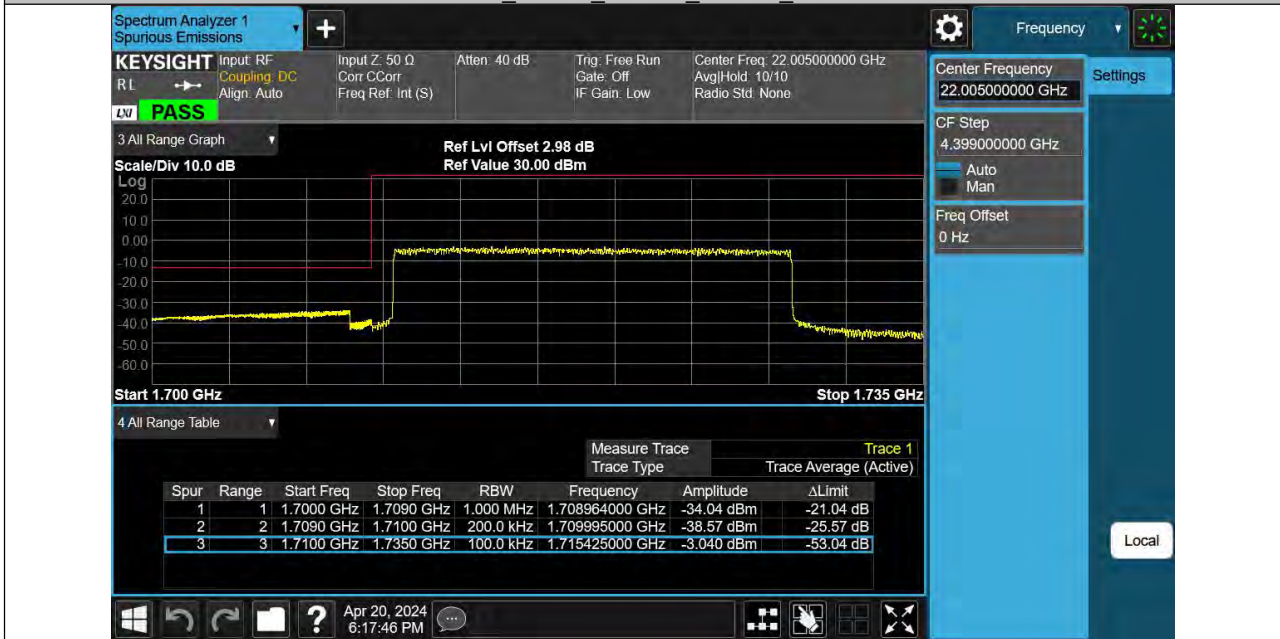 Spectrum Analyzer 1
Spurious Emissions
Frequency
KEYSIGHT
RL
LXI PASS
Input: RF
Coupling: DC
Align: Auto
Input Z: 50 Ω
Corr CCorr
Freq Ref: Int (S)
Atten: 40 dB
Trig: Free Run
Gate: Off
IF Gain: Low
Center Freq: 22.005000000 GHz
Avg|Hold: 10/10
Radio Std: None
Center Frequency
22.005000000 GHz
Settings
CF Step
4.399000000 GHz
Auto
Man
Freq Offset
0 Hz
3 All Range Graph
Scale/Div 10.0 dB
Ref Lvl Offset 2.98 dB
Ref Value 30.00 dBm
Log
20.0
10.0
0.00
-10.0
-20.0
-30.0
-40.0
-50.0
-60.0
Start 1.700 GHz Stop 1.735 GHz
4 All Range Table
Measure Trace Trace 1
Trace Type Trace Average (Active)
Spur Range Start Freq Stop Freq RBW Frequency Amplitude ΔLimit
1 1 1.7000 GHz 1.7090 GHz 1.000 MHz 1.708964000 GHz -34.04 dBm -21.04 dB
2 2 1.7090 GHz 1.7100 GHz 200.0 kHz 1.709995000 GHz -38.57 dBm -25.57 dB
3 3 1.7100 GHz 1.7350 GHz 100.0 kHz 1.715425000 GHz -3.040 dBm -53.04 dB
Local
Apr 20, 2024
6:17:46 PM